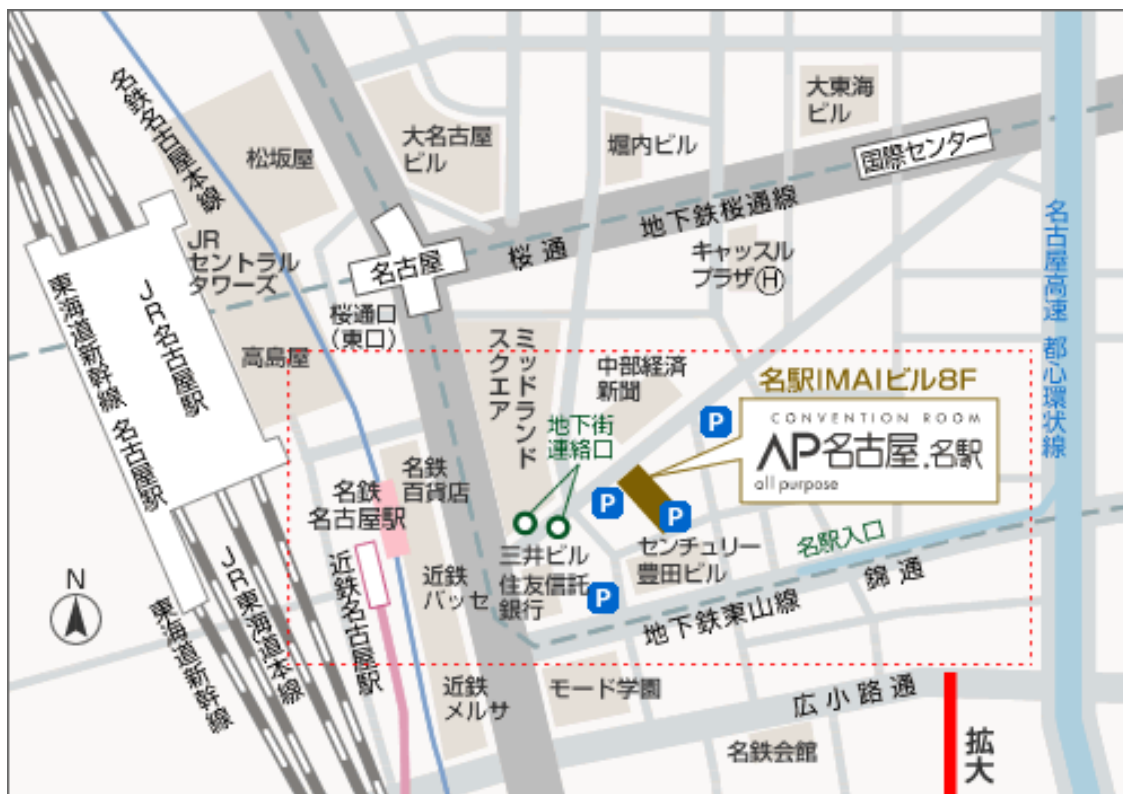 大東海
ビル
大名古屋
ビル
堀内ビル
国際センター
名鉄名古屋本線
松坂屋
地下鉄桜通線
桜通
名古屋
キャッスル
プラザ H
JR
セントラル
タワーズ
桜通口
(東口)
名古屋高速 都心環状線
東海道新幹線 名古屋駅
JR名古屋駅
高島屋
ミッドランド
スクエア
中部経済
新聞
名駅IMAIビル8F
P
CONVENTION ROOM
AP名古屋.名駅
all purpose
地下街
連絡口
名鉄
百貨店
名鉄
名古屋駅
P
P
三井ビル
センチュリー
豊田ビル
名駅入口
錦通
近鉄
パッセ
住友信託
銀行
P
地下鉄東山線
近鉄名古屋駅
N
JR東海道本線
東海道新幹線
近鉄
メルサ
モード学園
広小路通
名鉄会館
拡大